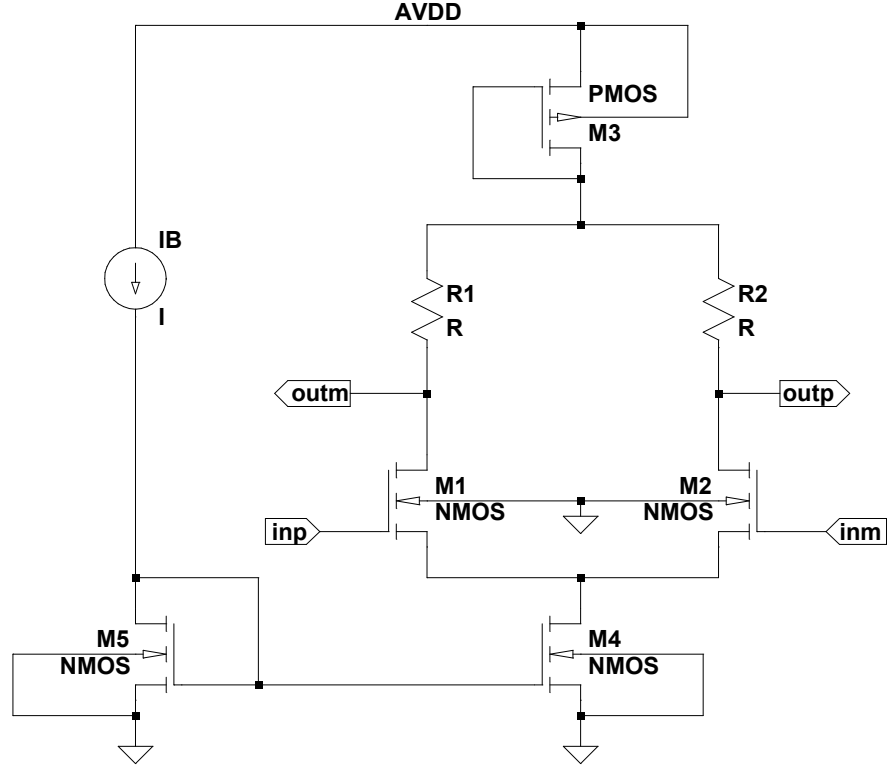 AVDD
PMOS
M3
IB
I
R1
R
R2
R
outm
outp
M1
NMOS
M2
NMOS
inp
inm
M5
NMOS
M4
NMOS